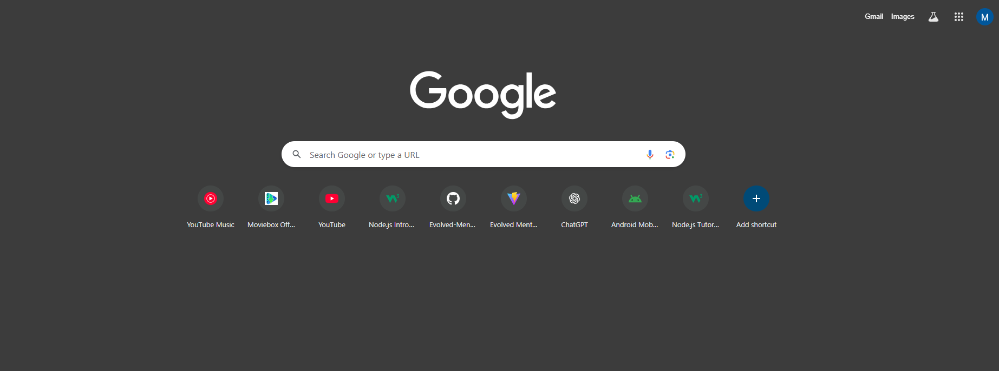 Gmail Images M
Google
Search Google or type a URL
YouTube Music Moviebox Off... YouTube Node.js Intro... Evolved-Men... Evolved Ment... ChatGPT Android Mob... Node.js Tutor... Add shortcut